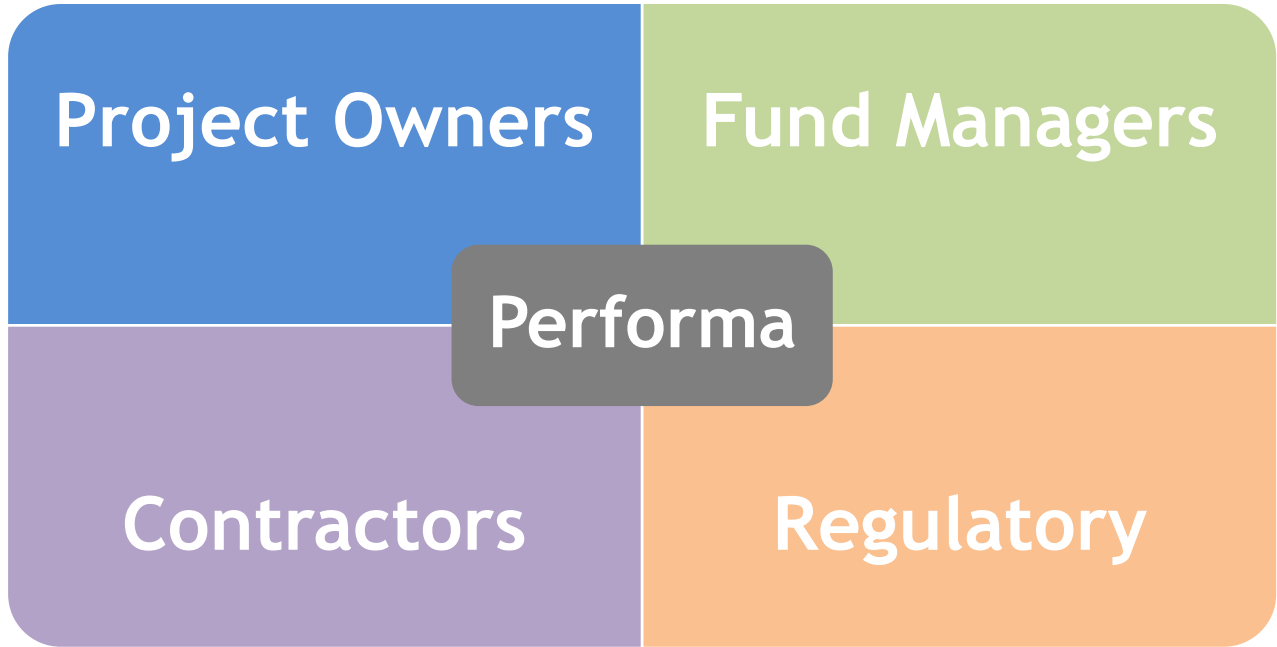 Project Owners
Fund Managers
Performa
Contractors
Regulatory